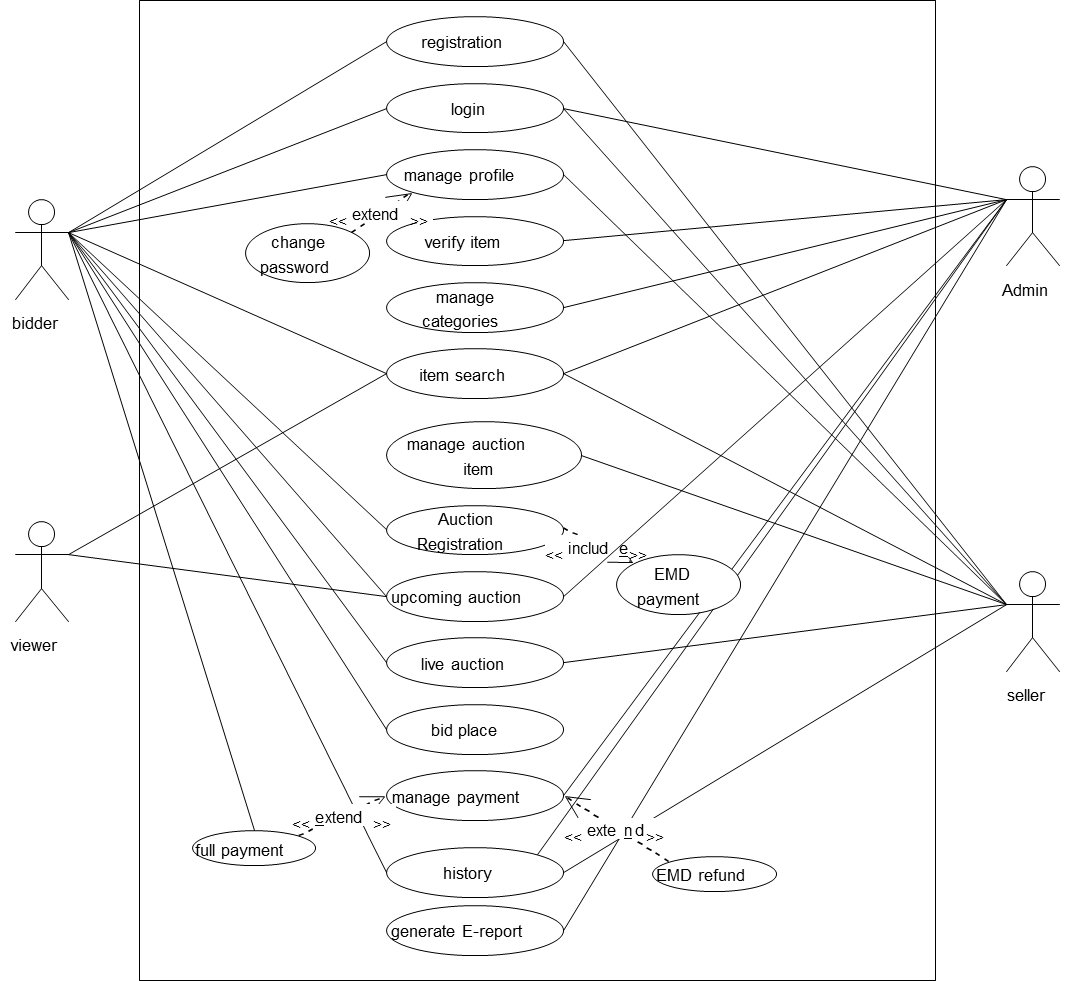 registration
login
manage profile
<< extend >>
change
password
verify item
bidder
Admin
manage
categories
item search
manage auction
item
Auction
Registration
<< includ e>>
EMD
payment
upcoming auction
viewer
live auction
seller
bid place
manage payment
<< extend >>
<< exte n d>>
full payment
history
EMD refund
generate E-report